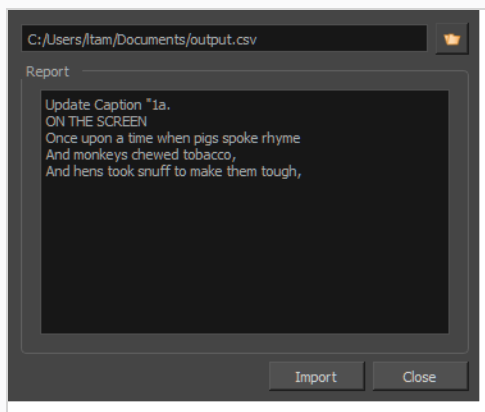 C:/Users/ltam/Documents/output.csv
Report
Update Caption "1a.
ON THE SCREEN
Once upon a time when pigs spoke rhyme
And monkeys chewed tobacco,
And hens took snuff to make them tough,
Import
Close